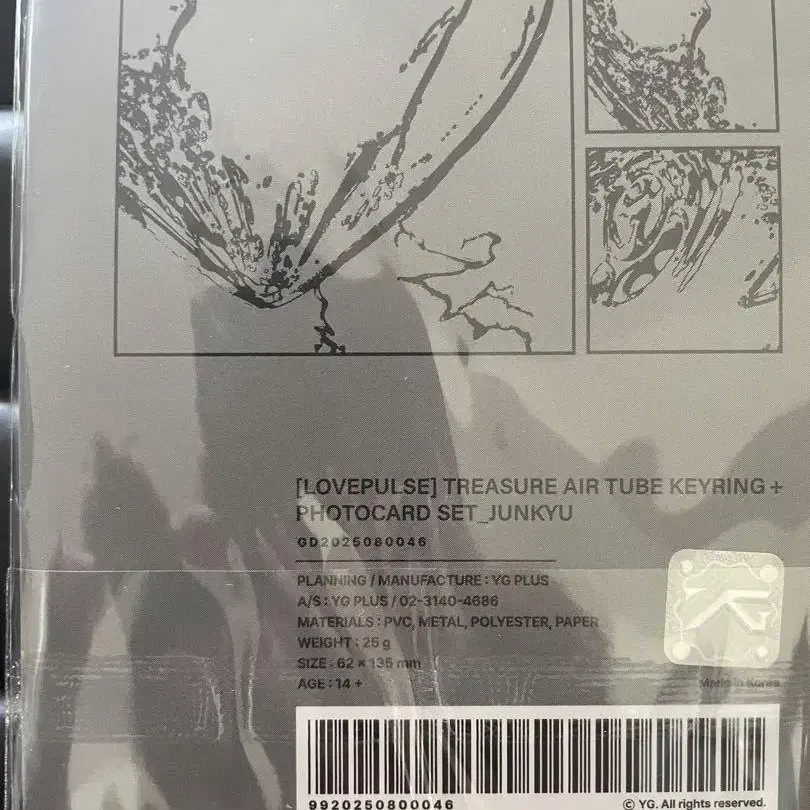 [LOVEPULSE] TREASURE AIR TUBE KEYRING +
PHOTOCARD SET_JUNKYU
GD2025080046
PLANNING / MANUFACTURE : YG PLUS
A/S : YG PLUS / 02-3140-4686
MATERIALS : PVC, METAL, POLYESTER, PAPER
WEIGHT : 25 g
SIZE : 62 × 135 mm
AGE : 14 +
YG
Made in Korea
9920250800046
© YG. All rights reserved.